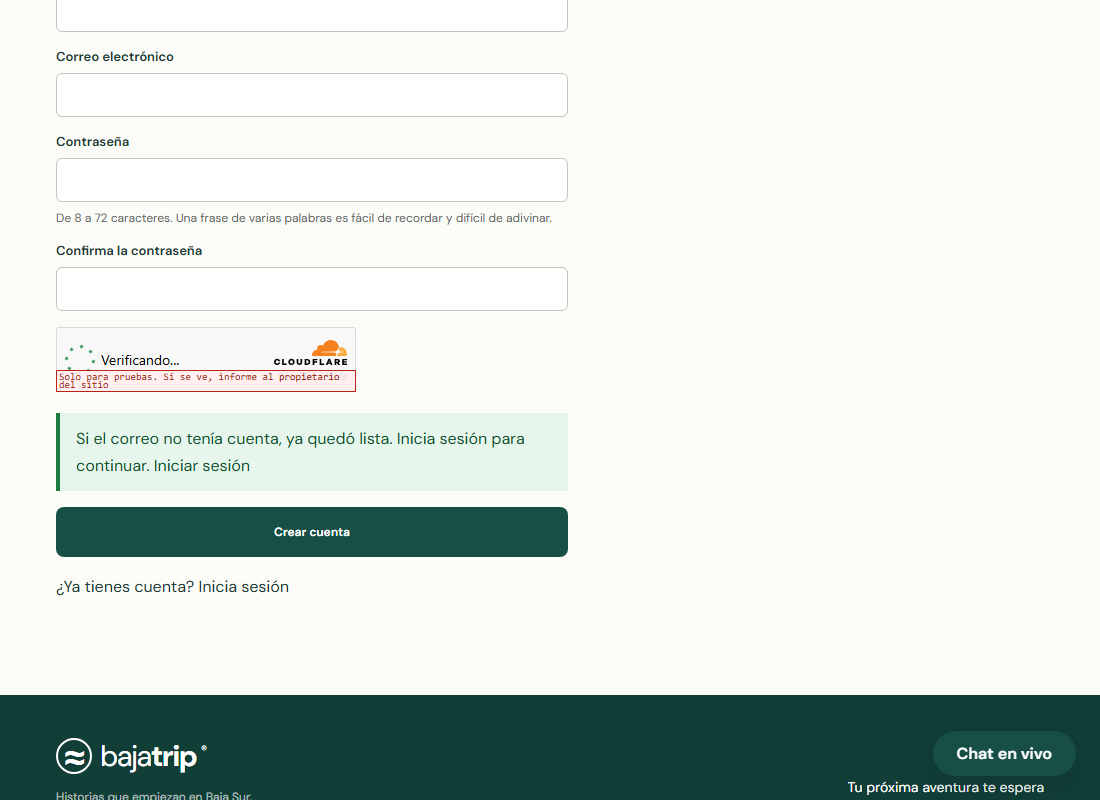 Correo electrónico
Contraseña
De 8 a 72 caracteres. Una frase de varias palabras es fácil de recordar y difícil de adivinar.
Confirma la contraseña
Verificando...
CLOUDFLARE
Solo para pruebas. Si se ve, informe al propietario
del sitio
Si el correo no tenía cuenta, ya quedó lista. Inicia sesión para
continuar. Iniciar sesión
Crear cuenta
¿Ya tienes cuenta? Inicia sesión
bajatrip®
Chat en vivo
Tu próxima aventura te espera
Historias que empiezan en Baja Sur.